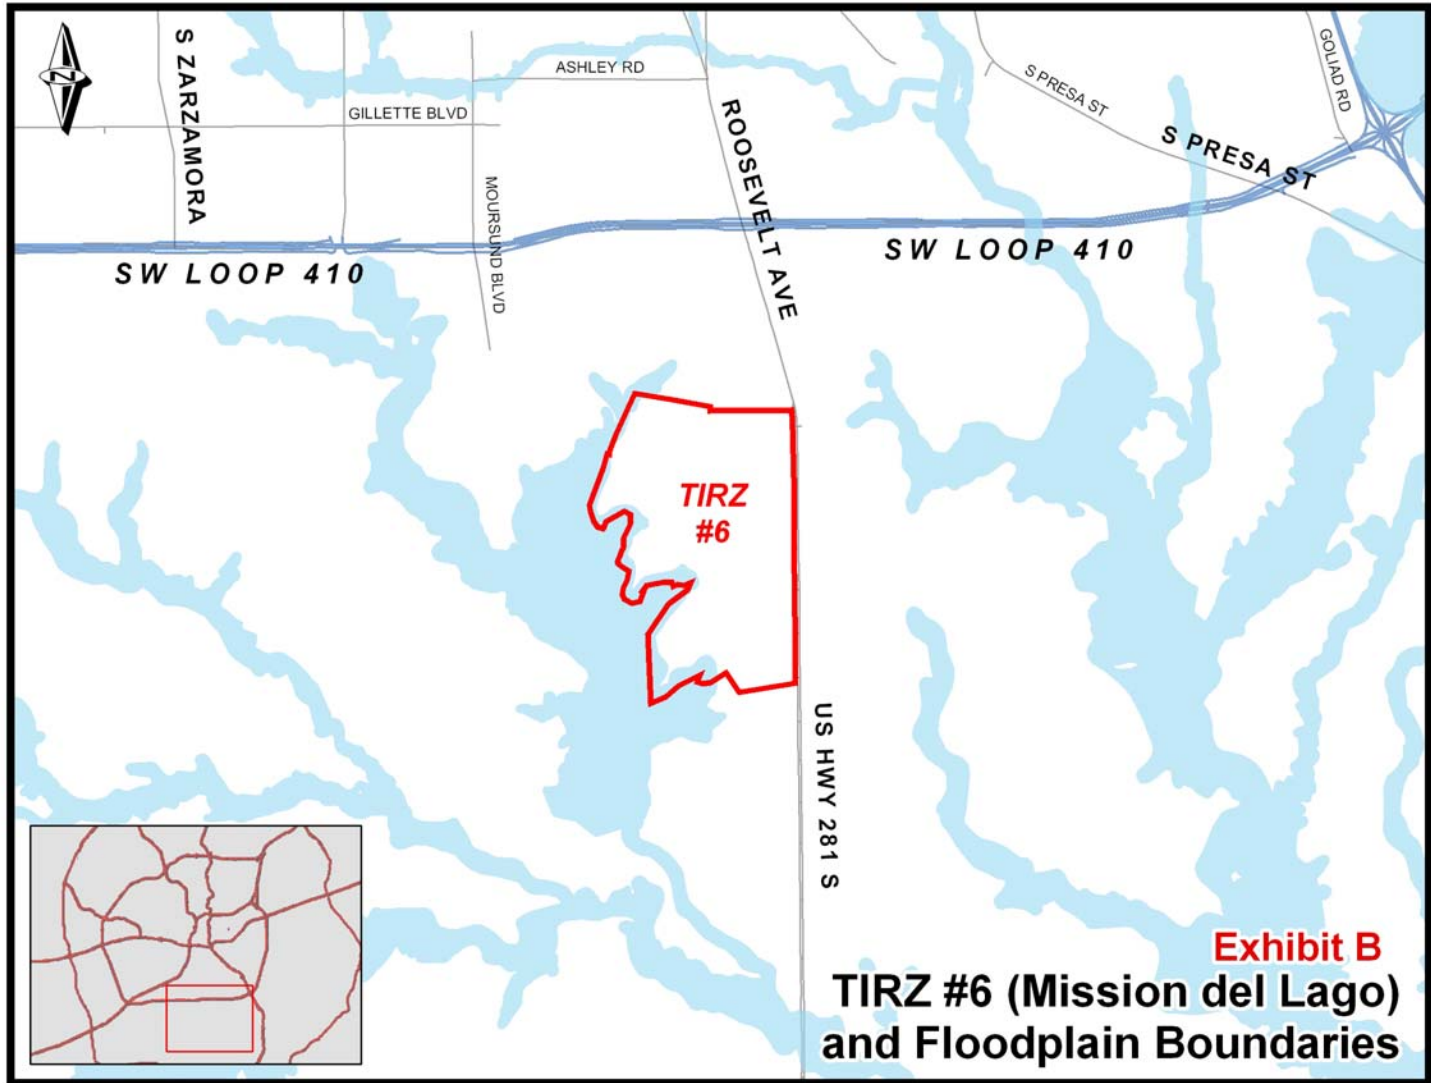 S ZARZAMORA
ASHLEY RD
GILLETTE BLVD
MOURSUND BLVD
ROOSEVELT AVE
S PRESA ST
GOLIAD RD
S PRESA ST
SW LOOP 410
SW LOOP 410
TIRZ
#6
US HWY 281 S
N
Exhibit B
TIRZ #6 (Mission del Lago)
and Floodplain Boundaries